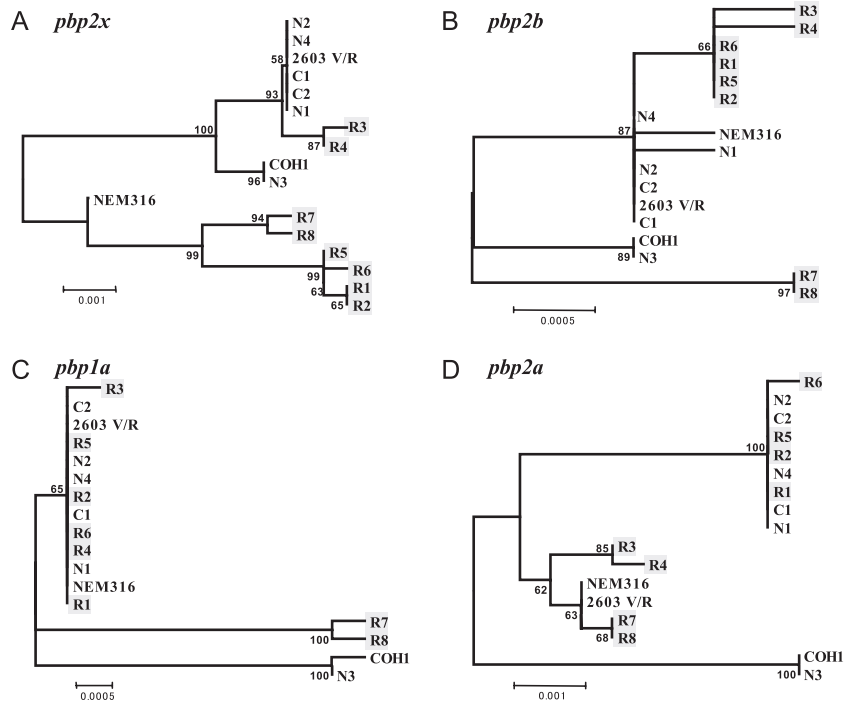 A pbp2x
N2
N4
58 2603 V/R
C1
93 C2
N1
100 R3
87 R4
COH1
96 N3
NEM316
94 R7
R8
99 R5
99 R6
63 R1
65 R2
0.001
B pbp2b
R3
R4
66 R6
R1
R5
R2
N4
87 NEM316
N1
N2
C2
2603 V/R
C1
COH1
89 N3
R7
97 R8
0.0005
C pbp1a
R3
C2
2603 V/R
R5
N2
N4
65 R2
C1
R6
R4
N1
NEM316
R1
R7
100 R8
COH1
100 N3
0.0005
D pbp2a
R6
N2
C2
R5
100 R2
N4
R1
C1
N1
85 R3
R4
62 NEM316
2603 V/R
63 R7
68 R8
COH1
100 N3
0.001